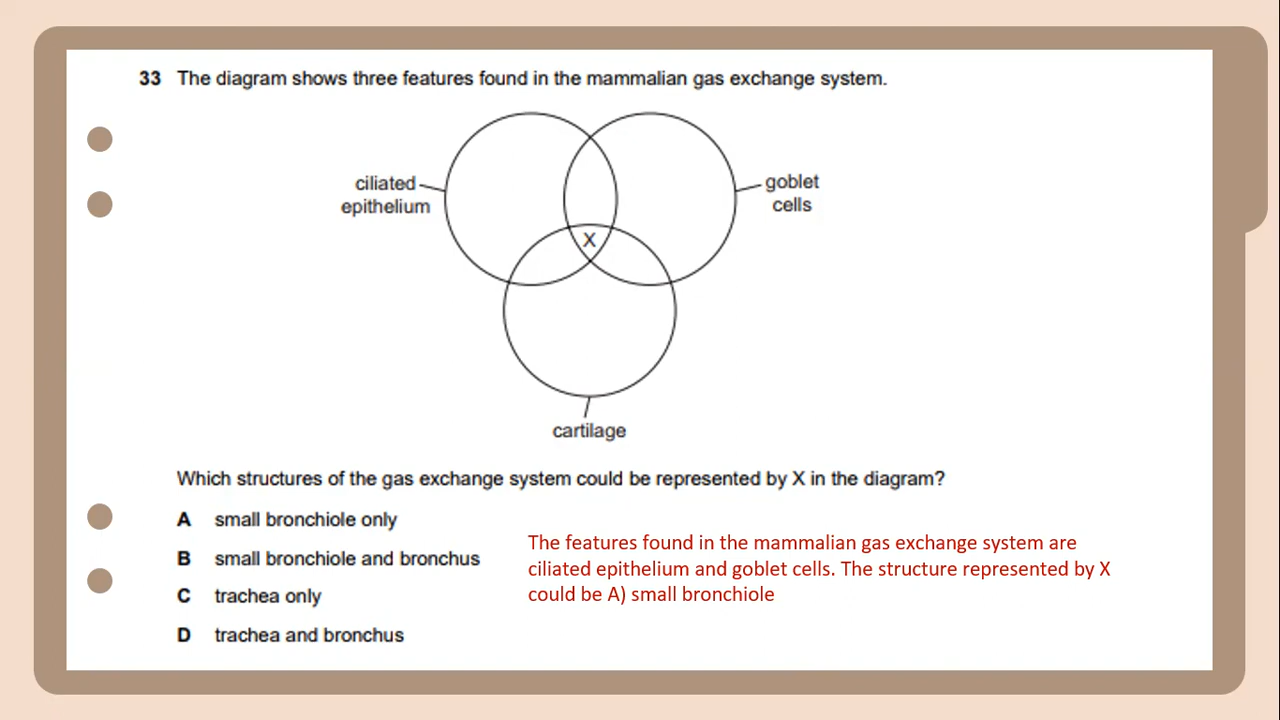 33 The diagram shows three features found in the mammalian gas exchange system.
ciliated
epithelium
goblet
cells
X
cartilage
Which structures of the gas exchange system could be represented by X in the diagram?
A small bronchiole only
B small bronchiole and bronchus
C trachea only
D trachea and bronchus
The features found in the mammalian gas exchange system are
ciliated epithelium and goblet cells. The structure represented by X
could be A) small bronchiole